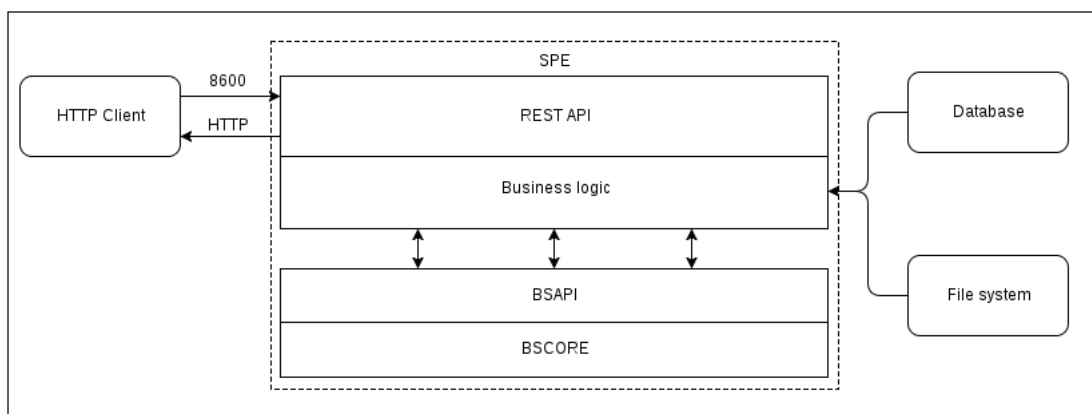 SPE
8600
HTTP Client
HTTP
REST API
Database
Business logic
BSAPI
File system
BSCORE